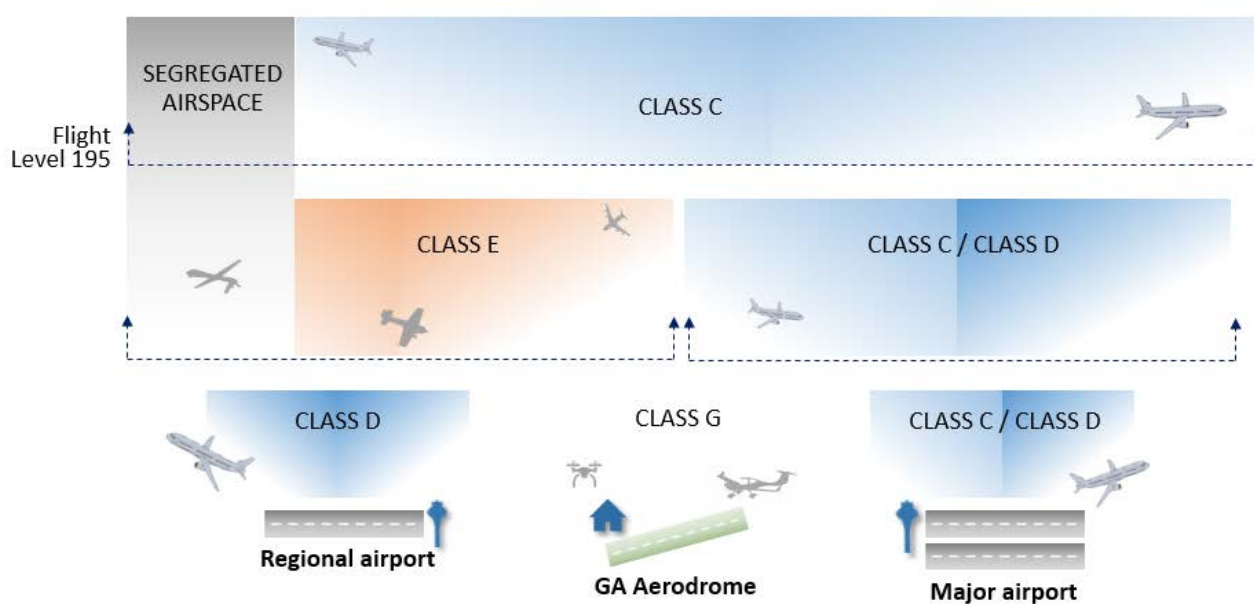 SEGREGATED
AIRSPACE
CLASS C
Flight
Level 195
CLASS E
CLASS C / CLASS D
CLASS D
CLASS G
CLASS C / CLASS D
Regional airport
GA Aerodrome
Major airport